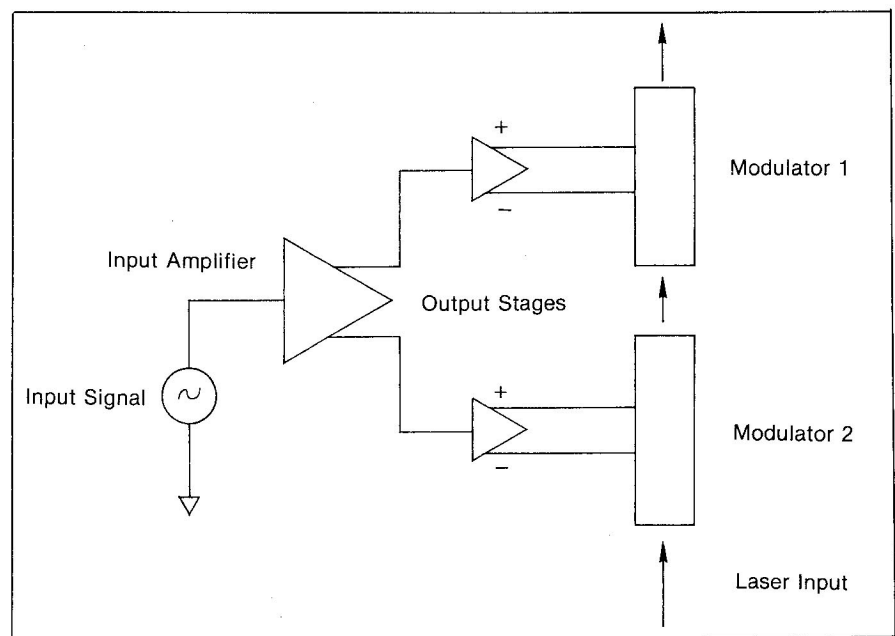 +
Modulator 1
−
Input Amplifier
Output Stages
Input Signal
+
Modulator 2
−
Laser Input